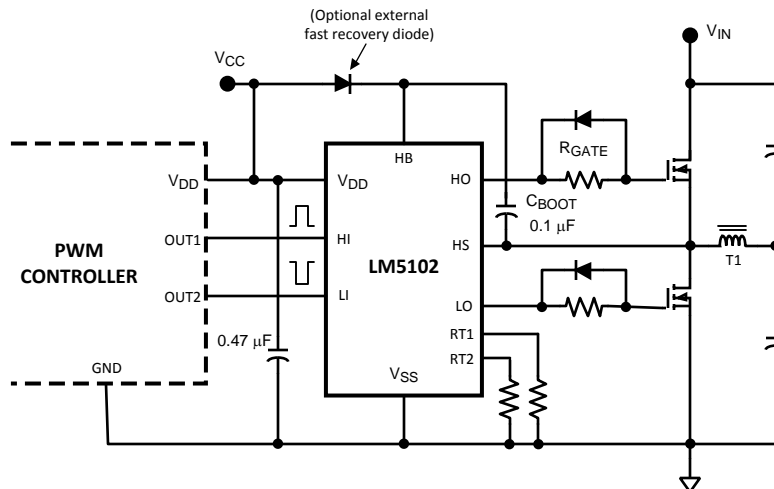 (Optional external
fast recovery diode)
VCC
VIN
HB
RGATE
VDD
VDD
HO
CBOOT
0.1 μF
OUT1
HI
HS
PWM
CONTROLLER
LM5102
T1
OUT2
LI
LO
0.47 μF
RT1
RT2
GND
VSS